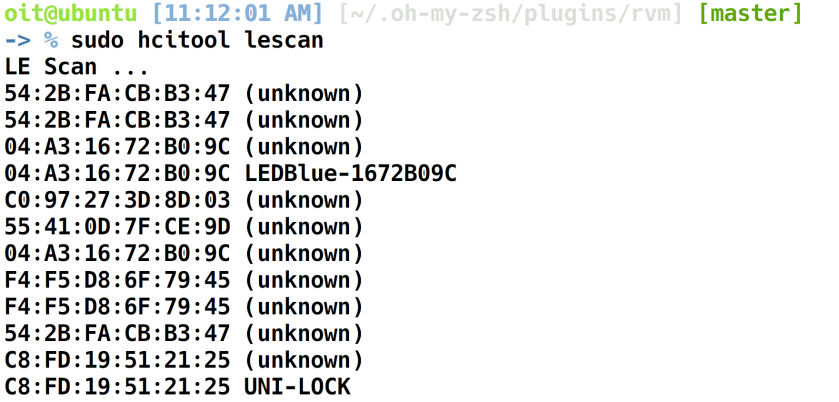 oit@ubuntu [11:12:01 AM] [~/.oh-my-zsh/plugins/rvm] [master]
-> % sudo hcitool lescan
LE Scan ...
54:2B:FA:CB:B3:47 (unknown)
54:2B:FA:CB:B3:47 (unknown)
04:A3:16:72:B0:9C (unknown)
04:A3:16:72:B0:9C LEDBlue-1672B09C
C0:97:27:3D:8D:03 (unknown)
55:41:0D:7F:CE:9D (unknown)
04:A3:16:72:B0:9C (unknown)
F4:F5:D8:6F:79:45 (unknown)
F4:F5:D8:6F:79:45 (unknown)
54:2B:FA:CB:B3:47 (unknown)
C8:FD:19:51:21:25 (unknown)
C8:FD:19:51:21:25 UNI-LOCK